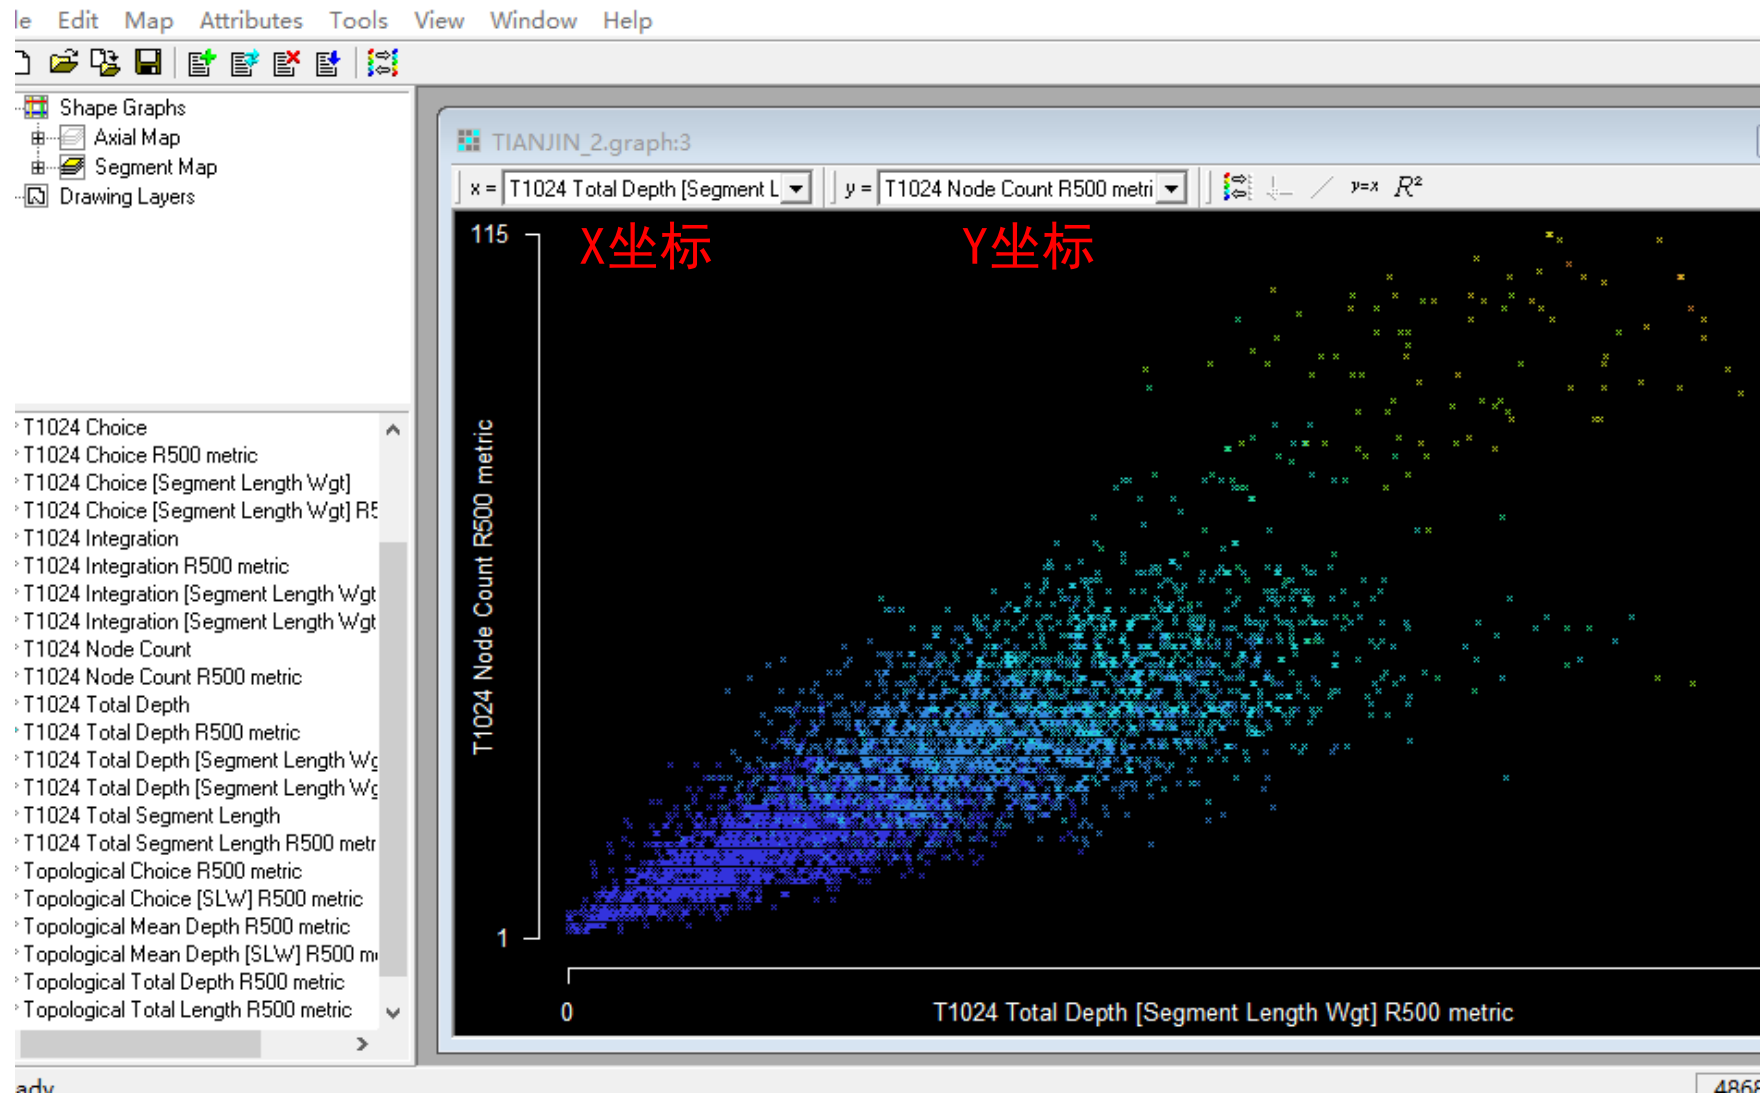 le Edit Map Attributes Tools View Window Help
Shape Graphs
Axial Map
Segment Map
Drawing Layers
TIANJIN_2.graph:3
x = T1024 Total Depth [Segment L y = T1024 Node Count R500 metri y=x R²
X坐标 Y坐标
115
T1024 Node Count R500 metric
1
0
T1024 Total Depth [Segment Length Wgt] R500 metric
T1024 Choice
T1024 Choice R500 metric
T1024 Choice [Segment Length Wgt]
T1024 Choice [Segment Length Wgt] R5
T1024 Integration
T1024 Integration R500 metric
T1024 Integration [Segment Length Wgt
T1024 Integration [Segment Length Wgt
T1024 Node Count
T1024 Node Count R500 metric
T1024 Total Depth
T1024 Total Depth R500 metric
T1024 Total Depth [Segment Length Wg
T1024 Total Depth [Segment Length Wg
T1024 Total Segment Length
T1024 Total Segment Length R500 metr
Topological Choice R500 metric
Topological Choice [SLW] R500 metric
Topological Mean Depth R500 metric
Topological Mean Depth [SLW] R500 m
Topological Total Depth R500 metric
Topological Total Length R500 metric
ady
4868